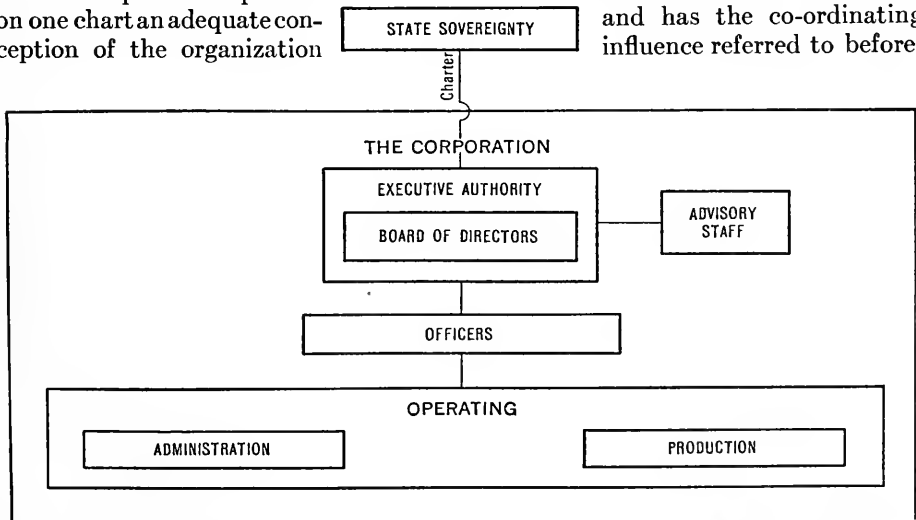 on one chart an adequate con-
ception of the organization
and has the co-ordinating
influence referred to before
STATE SOVEREIGNTY
Charter
THE CORPORATION
EXECUTIVE AUTHORITY
BOARD OF DIRECTORS
ADVISORY
STAFF
OFFICERS
OPERATING
ADMINISTRATION
PRODUCTION